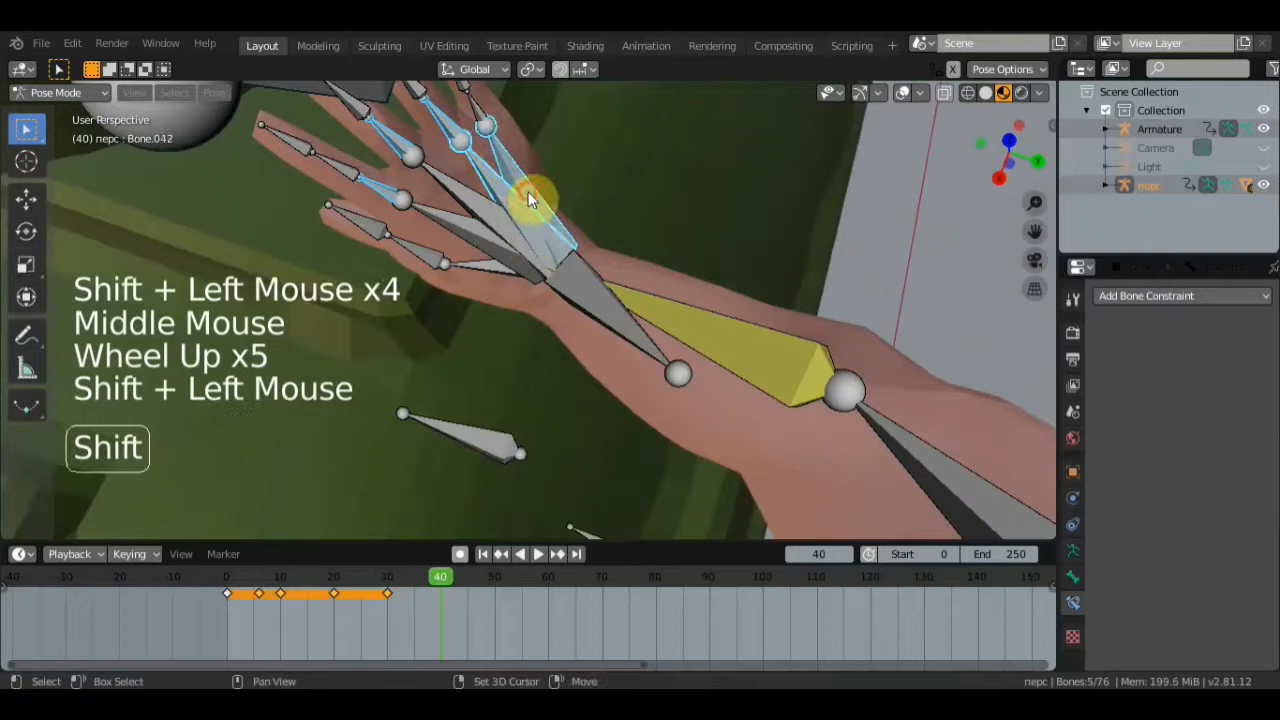 File Edit Render Window Help Layout Modeling Sculpting UV Editing Texture Paint Shading Animation Rendering Compositing Scripting + Scene View Layer
Global X Pose Options
Pose Mode View Select Pose
User Perspective
(40) nepc : Bone.042
Scene Collection
Collection
Armature
Camera
Light
nepc
Add Bone Constraint
Shift + Left Mouse x4
Middle Mouse
Wheel Up x5
Shift + Left Mouse
Shift
Playback Keying View Marker 40 Start 0 End 250
0 10 20 30 40 50 60 70 80 90 100 110 120 130 140 150
Select Box Select Pan View Set 3D Cursor Move nepc | Bones:5/76 | Mem: 199.6 MiB | v2.81.12